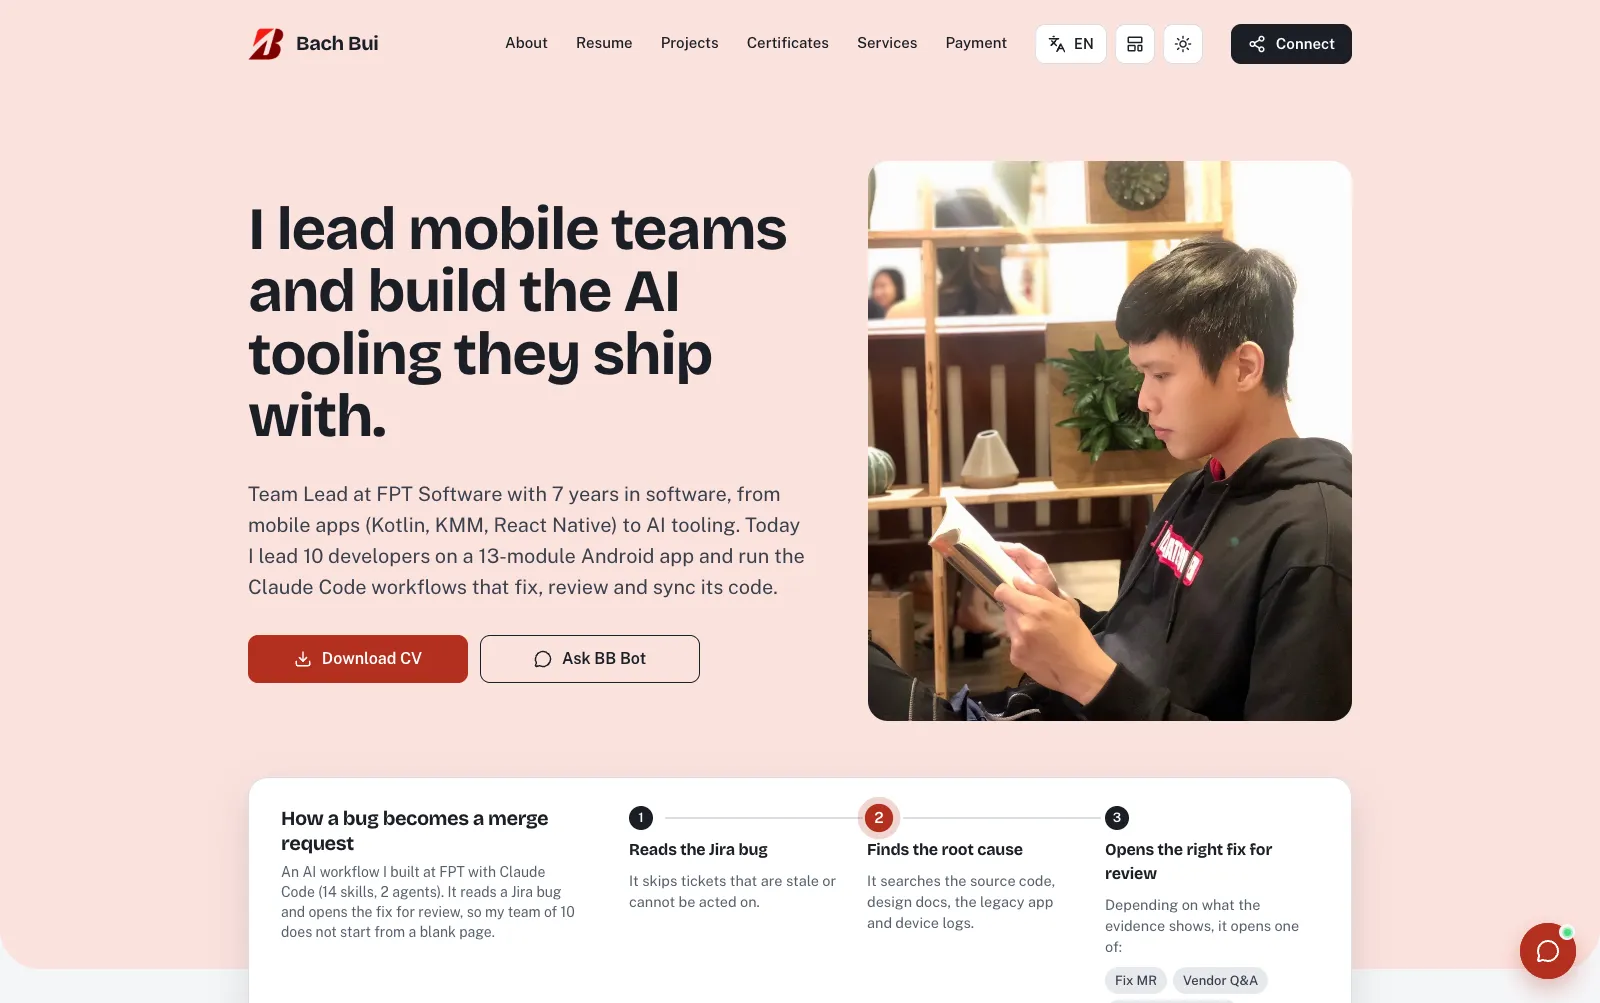 Bach Bui
About
Resume
Projects
Certificates
Services
Payment
EN
Connect
I lead mobile teams
and build the AI
tooling they ship
with.
Team Lead at FPT Software with 7 years in software, from
mobile apps (Kotlin, KMM, React Native) to AI tooling. Today
I lead 10 developers on a 13-module Android app and run the
Claude Code workflows that fix, review and sync its code.
Download CV
Ask BB Bot
How a bug becomes a merge
request
An AI workflow I built at FPT with Claude
Code (14 skills, 2 agents). It reads a Jira bug
and opens the fix for review, so my team of 10
does not start from a blank page.
1
Reads the Jira bug
It skips tickets that are stale or
cannot be acted on.
2
Finds the root cause
It searches the source code,
design docs, the legacy app
and device logs.
3
Opens the right fix for
review
Depending on what the
evidence shows, it opens one
of:
Fix MR
Vendor Q&A